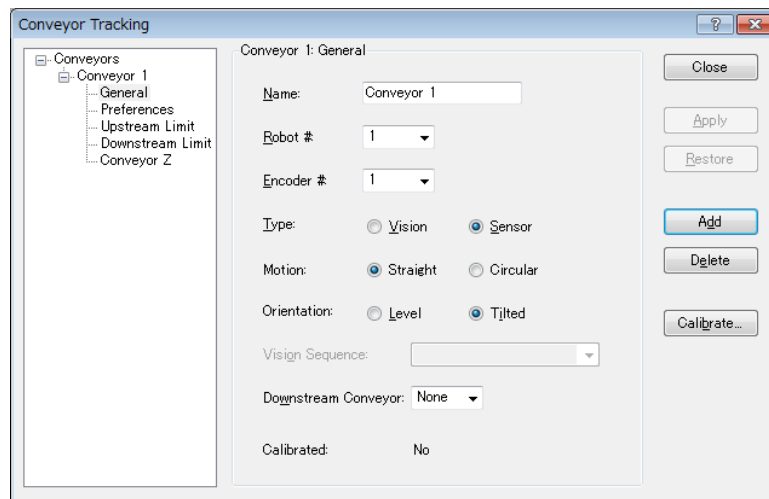 Conveyor Tracking
Conveyors
Conveyor 1
General
Preferences
Upstream Limit
Downstream Limit
Conveyor Z
Conveyor 1: General
Name: Conveyor 1
Robot # 1
Encoder # 1
Type: Vision Sensor
Motion: Straight Circular
Orientation: Level Tilted
Vision Sequence:
Downstream Conveyor: None
Calibrated: No
Close
Apply
Restore
Add
Delete
Calibrate...